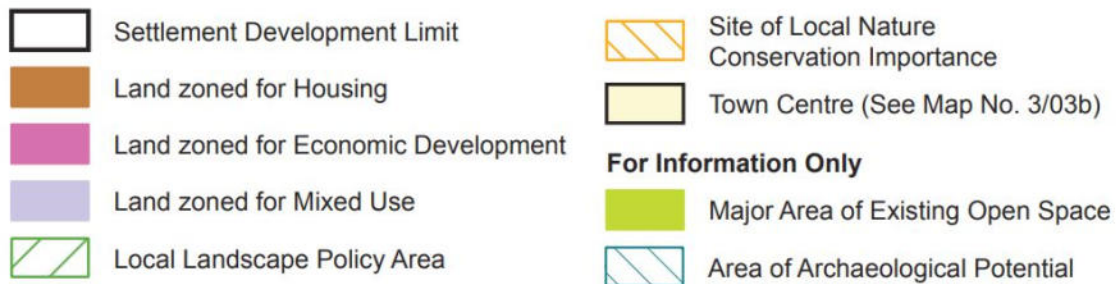 Settlement Development Limit
Land zoned for Housing
Land zoned for Economic Development
Land zoned for Mixed Use
Local Landscape Policy Area
Site of Local Nature
Conservation Importance
Town Centre (See Map No. 3/03b)
For Information Only
Major Area of Existing Open Space
Area of Archaeological Potential